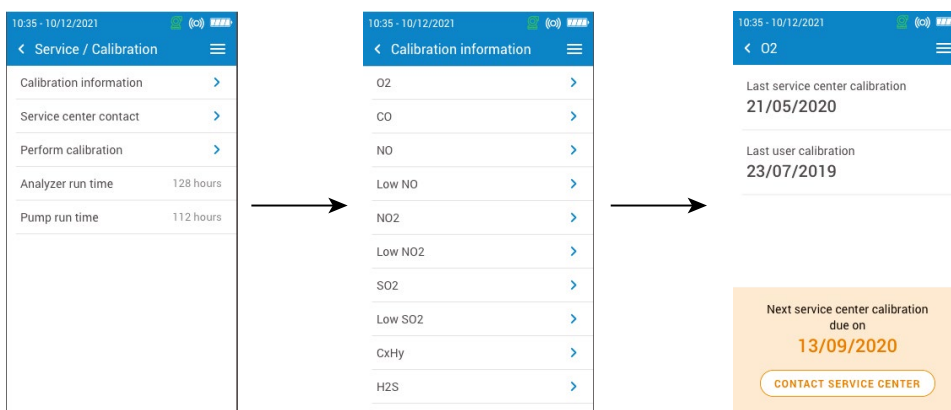 10:35 - 10/12/2021
Service / Calibration
Calibration information
Service center contact
Perform calibration
Analyzer run time 128 hours
Pump run time 112 hours
10:35 - 10/12/2021
Calibration information
O2
CO
NO
Low NO
NO2
Low NO2
SO2
Low SO2
CxHy
H2S
10:35 - 10/12/2021
O2
Last service center calibration
21/05/2020
Last user calibration
23/07/2019
Next service center calibration
due on
13/09/2020
CONTACT SERVICE CENTER